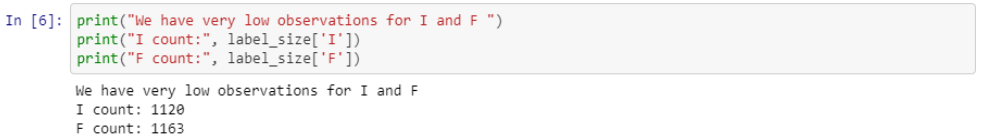 In [6]: print("We have very low observations for I and F ")
print("I count:", label_size['I'])
print("F count:", label_size['F'])
We have very low observations for I and F
I count: 1120
F count: 1163